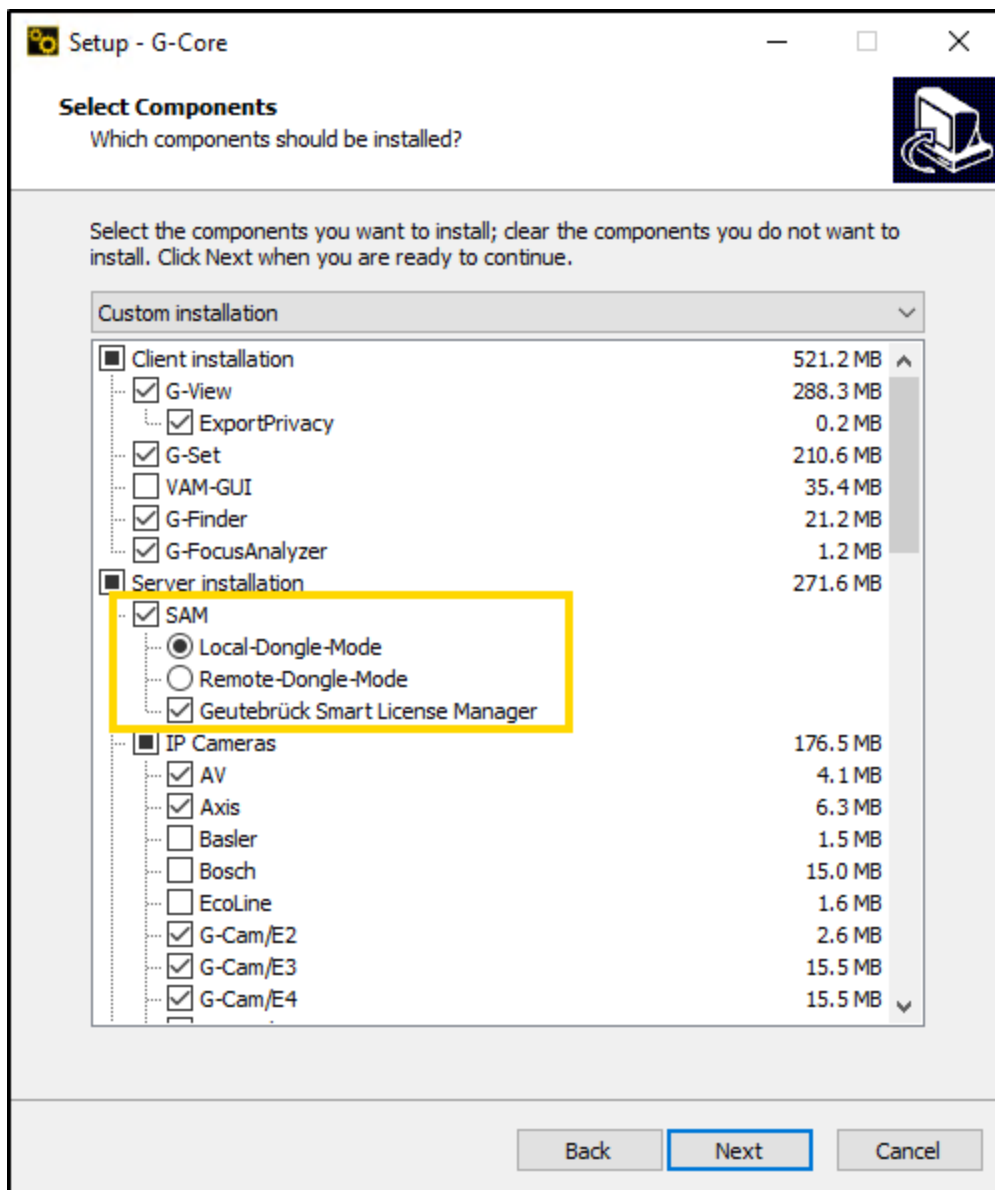 Setup - G-Core
Select Components
Which components should be installed?
Select the components you want to install; clear the components you do not want to
install. Click Next when you are ready to continue.
Custom installation
Client installation 521.2 MB
G-View 288.3 MB
ExportPrivacy 0.2 MB
G-Set 210.6 MB
VAM-GUI 35.4 MB
G-Finder 21.2 MB
G-FocusAnalyzer 1.2 MB
Server installation 271.6 MB
SAM
Local-Dongle-Mode
Remote-Dongle-Mode
Geutebrück Smart License Manager
IP Cameras 176.5 MB
AV 4.1 MB
Axis 6.3 MB
Basler 1.5 MB
Bosch 15.0 MB
EcoLine 1.6 MB
G-Cam/E2 2.6 MB
G-Cam/E3 15.5 MB
G-Cam/E4 15.5 MB
Back Next Cancel